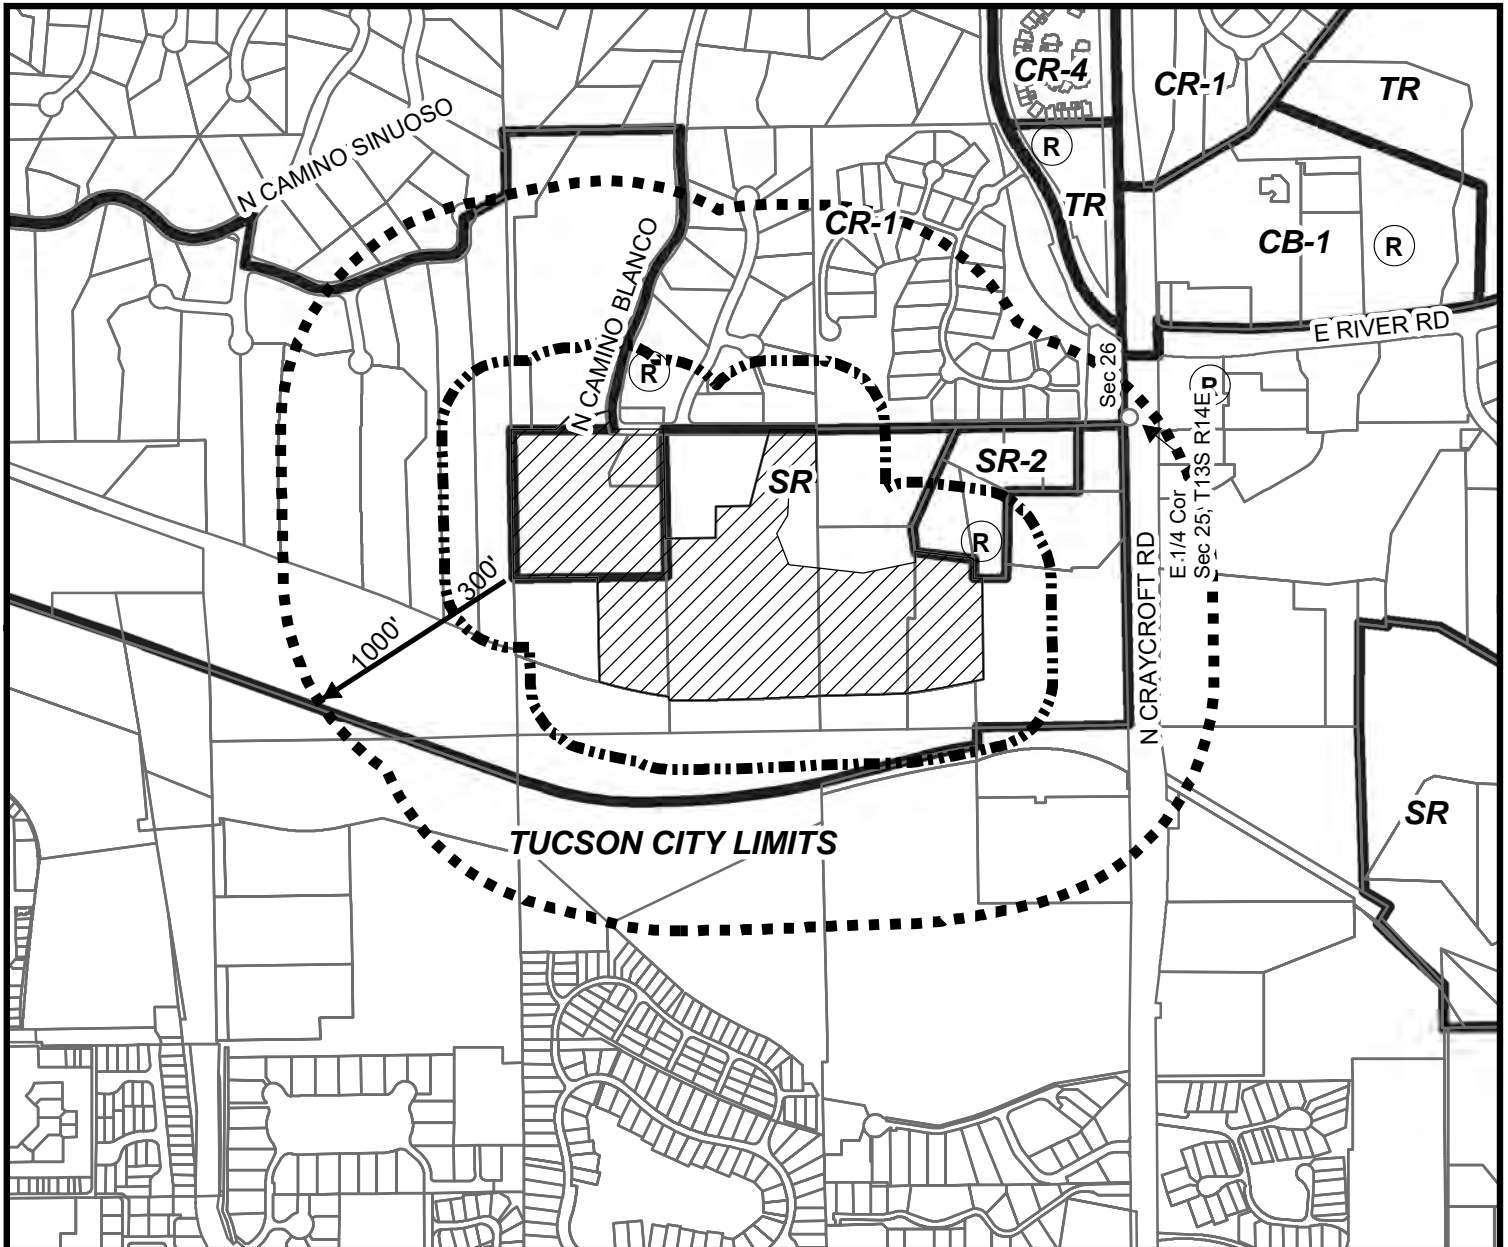 CR-4
CR-1
TR
N CAMINO SINUOSO
R
TR
CR-1
CB-1
R
N CAMINO BLANCO
E RIVER RD
R
Sec 26
R
SR
SR-2
R
E 1/4 Cor
Sec 25, T13S R14E
N CRAYCROFT RD
300'
1000'
SR
TUCSON CITY LIMITS